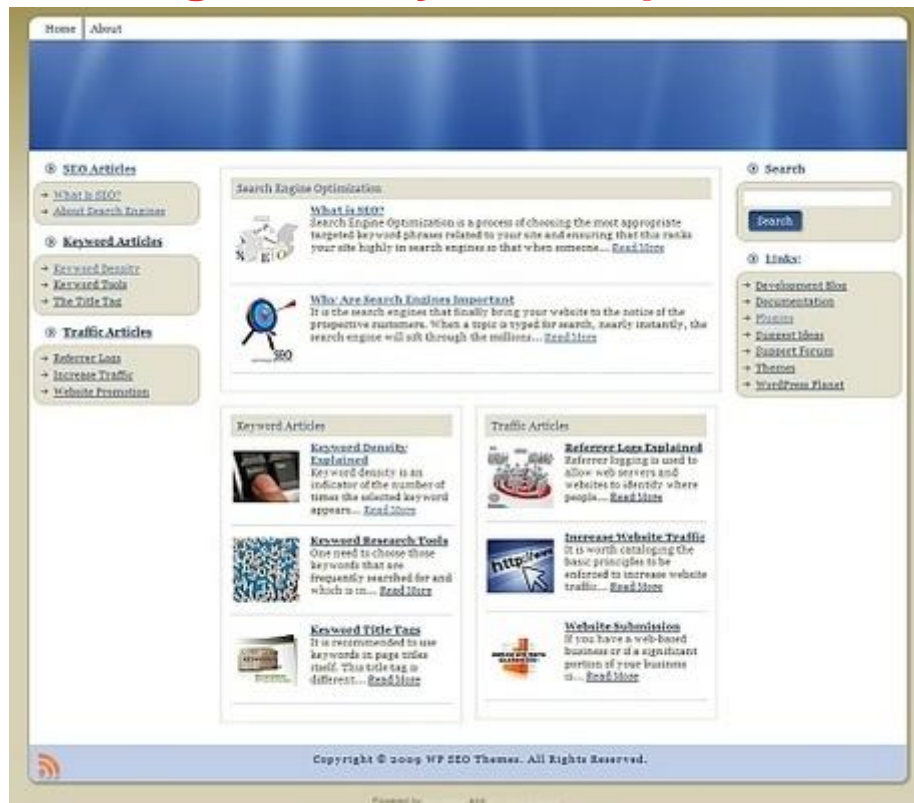 Home
About
SEO Articles
What Is SEO?
About Search Engines
Keyword Articles
Keyword Density
Keyword Tools
The Title Tag
Traffic Articles
Referrer Logs
Increase Traffic
Website Promotion
Search Engine Optimization
What is SEO?
Search Engine Optimization is a process of choosing the most appropriate
targeted keyword phrases related to your site and ensuring that this ranks
your site highly in search engines so that when someone... Read More
SEO
Why Are Search Engines Important
It is the search engines that finally bring your website to the notice of the
prospective customers. When a topic is typed for search, nearly instantly, the
search engine will sift through the millions... Read More
SEO
Keyword Articles
Keyword Density Explained
Keyword density is an
indicator of the number of
times the selected keyword
appears... Read More
Keyword Research Tools
One need to choose those
keywords that are
frequently searched for and
which is in... Read More
Keyword Title Tags
It is recommended to use
keywords in page titles
itself. This title tag is
different... Read More
Traffic Articles
Referrer Logs Explained
Referrer logging is used to
allow web servers and
websites to identify where
people... Read More
Increase Website Traffic
It is worth cataloging the
basic principles to be
enforced to increase website
traffic... Read More
http://www
Website Submission
If you have a web-based
business or if a significant
portion of your business
is... Read More
Search
Search
Links:
Development Blog
Documentation
Plugins
Suggest Ideas
Support Forum
Themes
WordPress Planet
Copyright © 2009 WP SEO Themes. All Rights Reserved.
Powered by